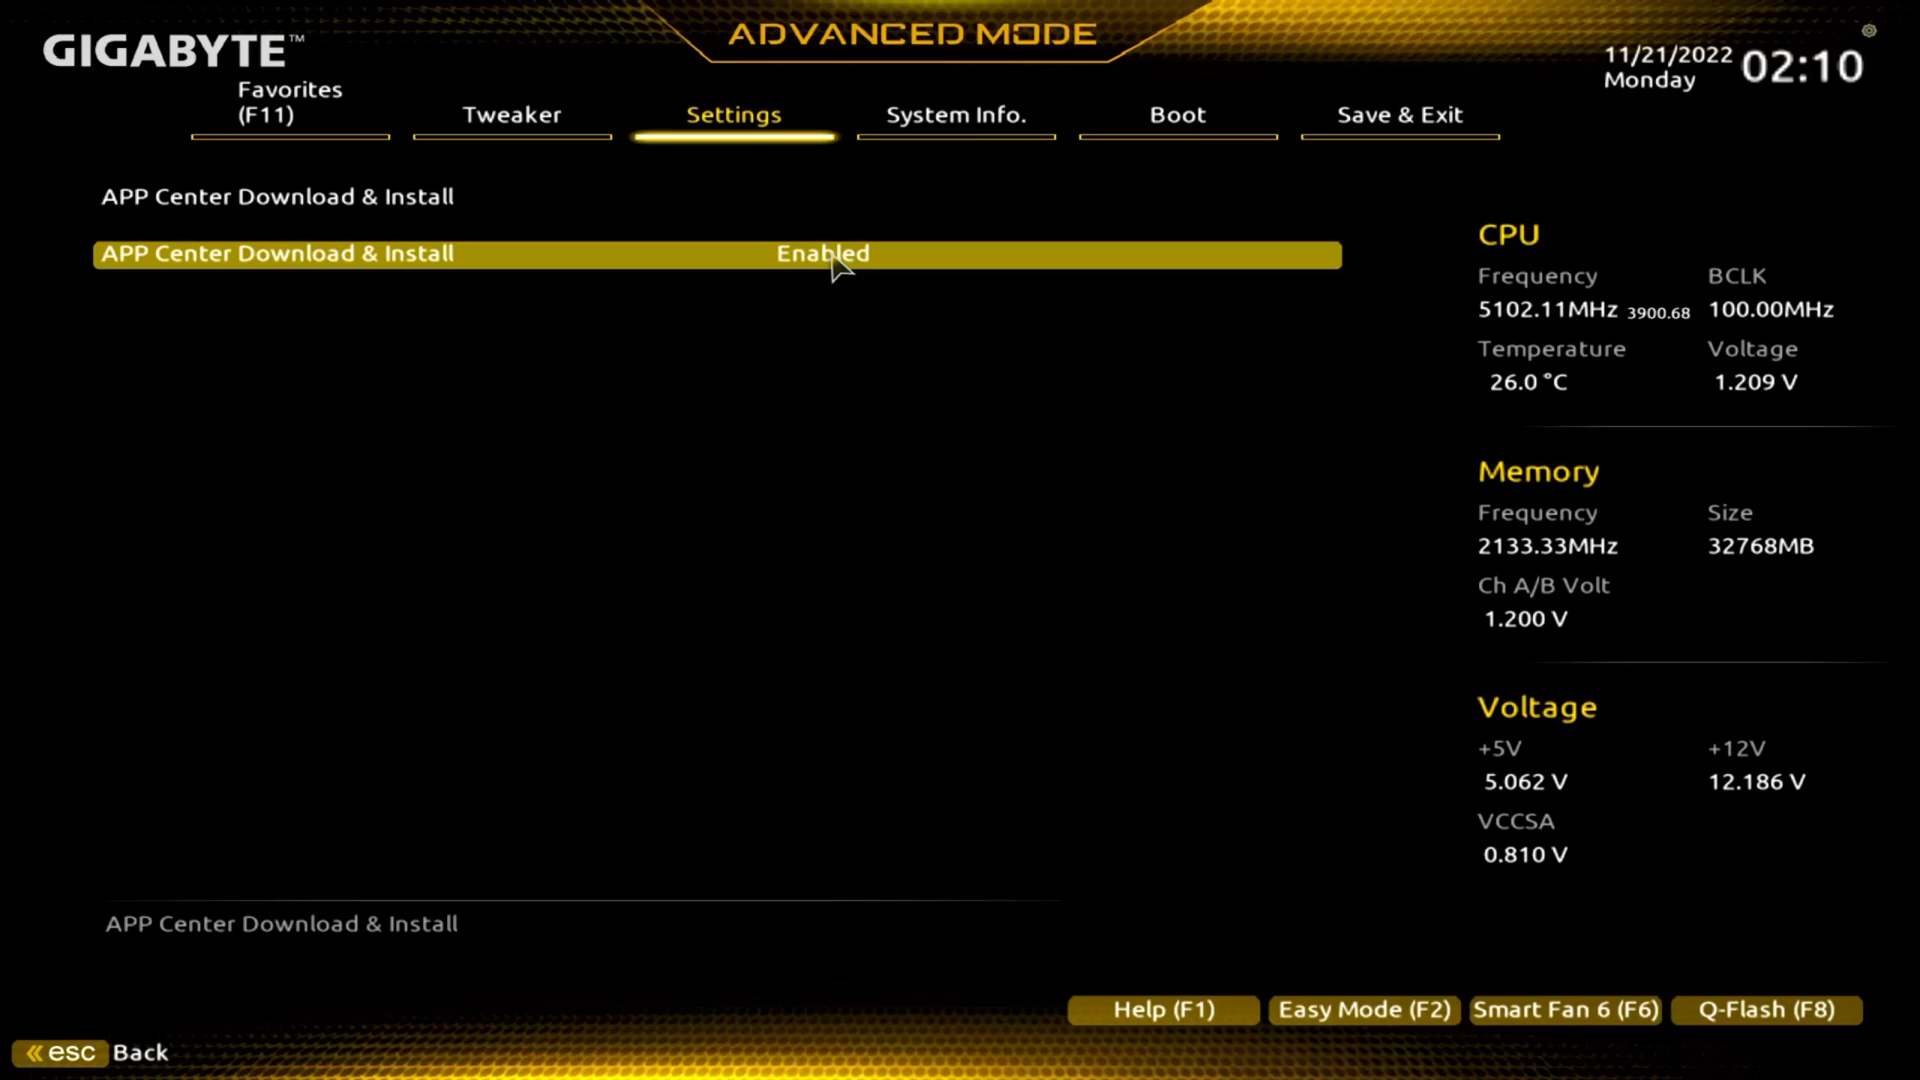 GIGABYTE™
ADVANCED MODE
11/21/2022
Monday
02:10
Favorites
(F11)
Tweaker
Settings
System Info.
Boot
Save & Exit
APP Center Download & Install
APP Center Download & Install Enabled
CPU
Frequency BCLK
5102.11MHz 3900.68 100.00MHz
Temperature Voltage
26.0 °C 1.209 V
Memory
Frequency Size
2133.33MHz 32768MB
Ch A/B Volt
1.200 V
Voltage
+5V +12V
5.062 V 12.186 V
VCCSA
0.810 V
APP Center Download & Install
Help (F1) Easy Mode (F2) Smart Fan 6 (F6) Q-Flash (F8)
esc Back